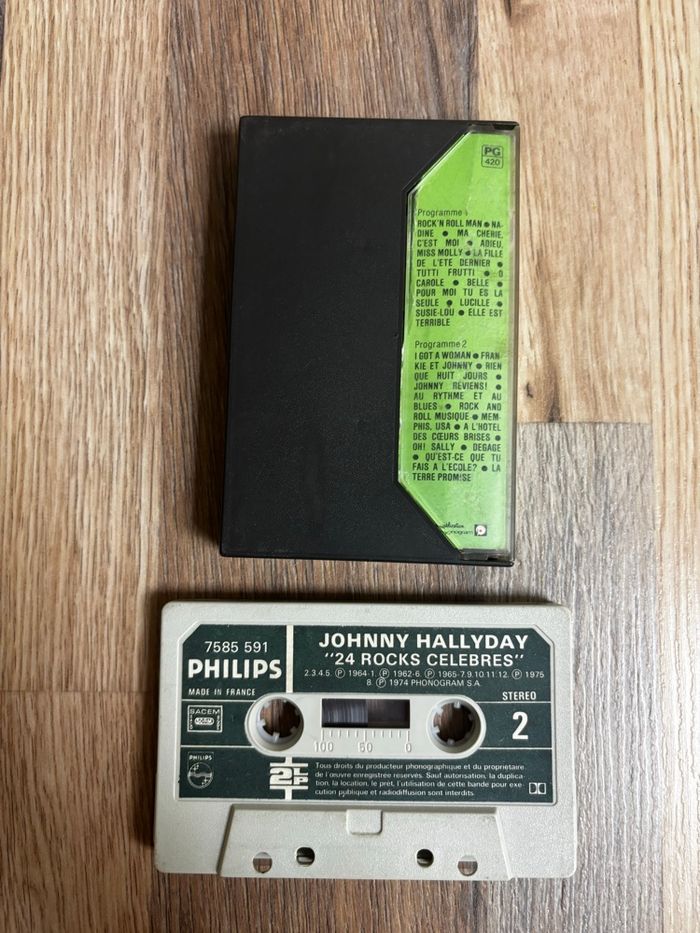 PG
420
Programme 1
ROCK'N ROLL MAN ● NA-
DINE ● MA CHERIE,
C'EST MOI ● ADIEU,
MISS MOLLY ● LA FILLE
DE L'ETE DERNIER ●
TUTTI FRUTTI ● O
CAROLE ● BELLE ●
POUR MOI TU ES LA
SEULE ● LUCILLE ●
SUSIE-LOU ● ELLE EST
TERRIBLE
Programme 2
I GOT A WOMAN ● FRAN-
KIE ET JOHNNY ● RIEN
QUE HUIT JOURS ●
JOHNNY REVIENS! ●
AU RYTHME ET AU
BLUES ● ROCK AND
ROLL MUSIQUE ● MEM-
PHIS, USA ● A L'HOTEL
DES CŒURS BRISES ●
OH! SALLY ● DEGAGE
● QU'EST-CE QUE TU
FAIS A L'ECOLE? ● LA
TERRE PROMISE
7585 591
PHILIPS
MADE IN FRANCE
JOHNNY HALLYDAY
"24 ROCKS CELEBRES"
2.3.4.5. Ⓟ 1964-1. Ⓟ 1962-6. Ⓟ 1965-7.9.10.11.12. Ⓟ 1975
8. Ⓟ 1974 PHONOGRAM S.A.
STEREO
2
SACEM
100 50 0
PHILIPS
2LP
Tous droits du producteur phonographique et du propriétaire
de l'œuvre enregistrée réservés. Sauf autorisation, la duplica-
tion, la location, le prêt, l'utilisation de cette bande pour exé-
cution publique et radiodiffusion sont interdits.